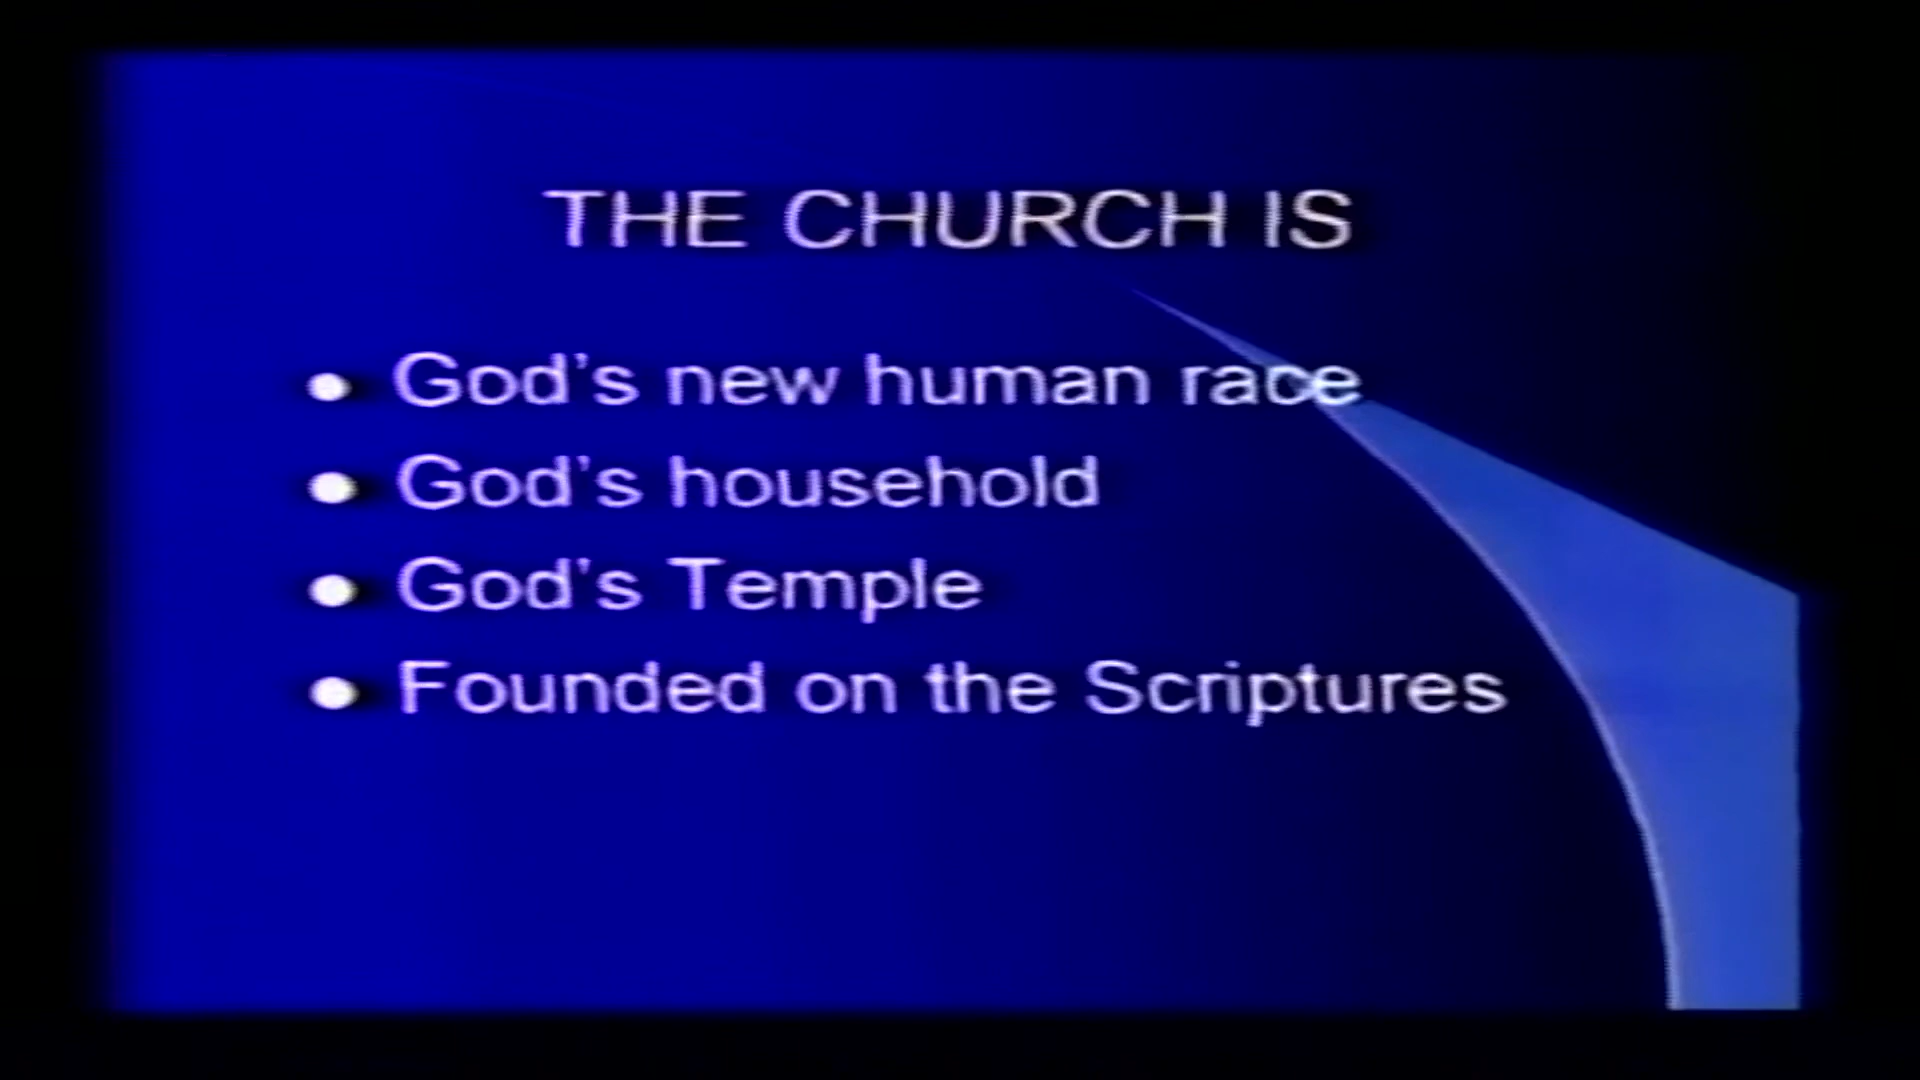 THE CHURCH IS
• God's new human race
• God's household
• God's Temple
• Founded on the Scriptures